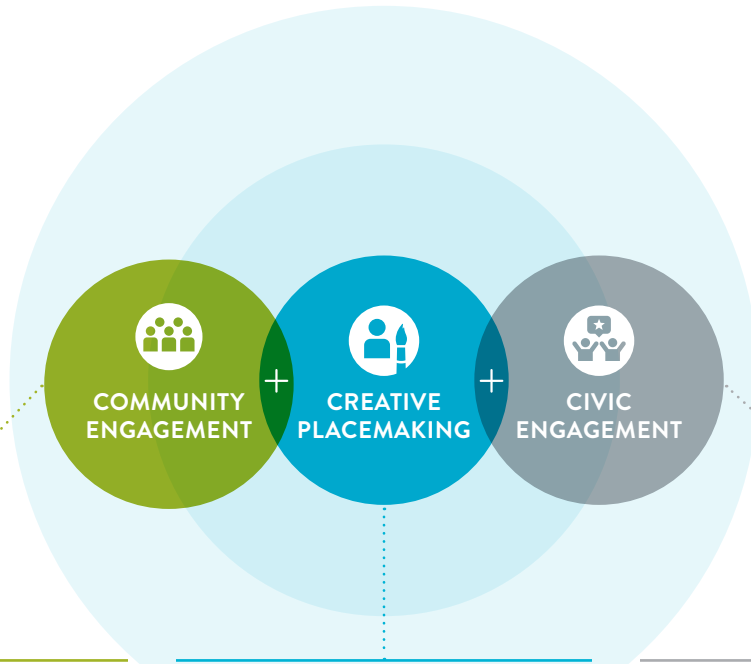 COMMUNITY
ENGAGEMENT
+
CREATIVE
PLACEMAKING
+
CIVIC
ENGAGEMENT